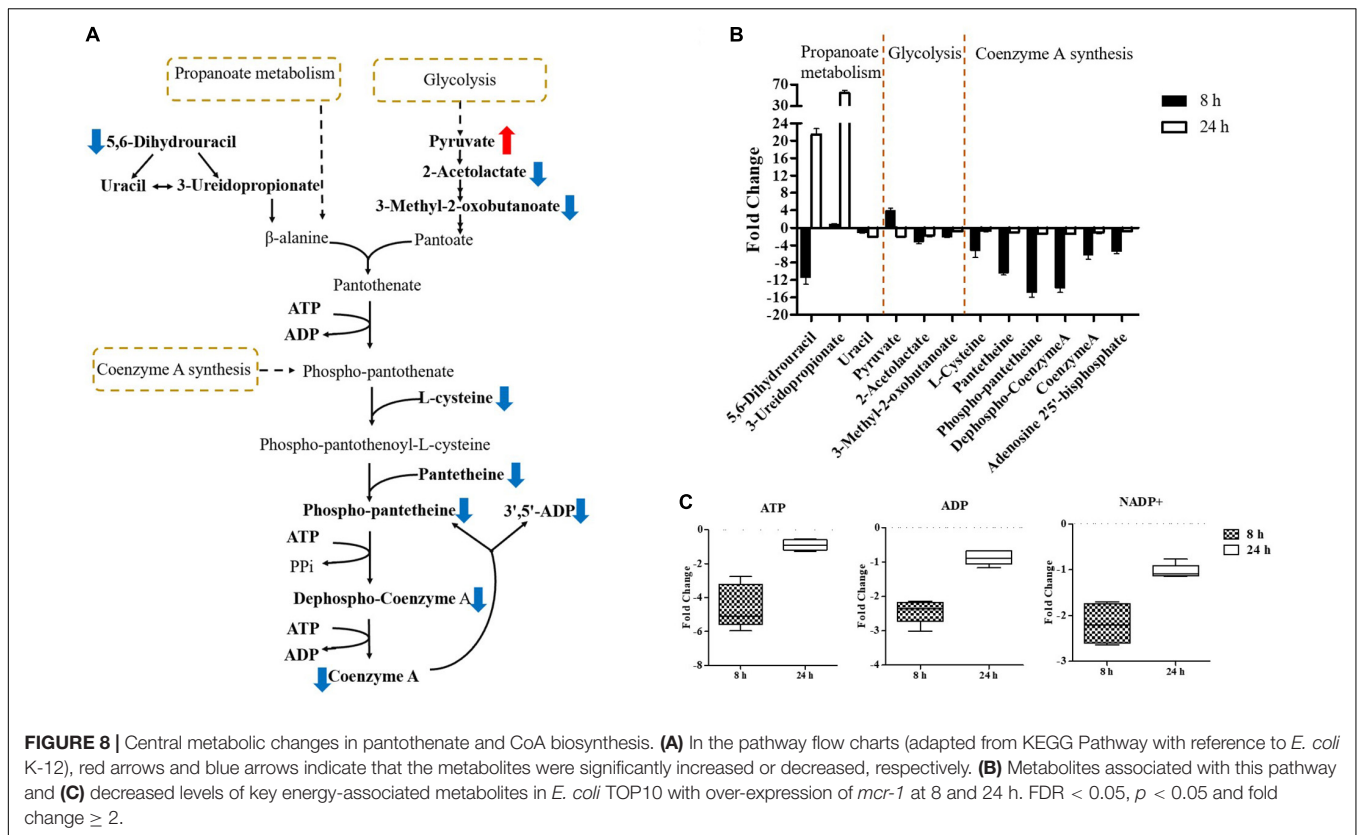 A
Propanoate metabolism
Glycolysis
5,6-Dihydrouracil
Pyruvate
2-Acetolactate
Uracil
3-Ureidopropionate
3-Methyl-2-oxobutanoate
β-alanine
Pantoate
Pantothenate
ATP
ADP
Coenzyme A synthesis
Phospho-pantothenate
L-cysteine
Phospho-pantothenoyl-L-cysteine
Pantetheine
Phospho-pantetheine
3',5'-ADP
ATP
PPi
Dephospho-Coenzyme A
ATP
ADP
Coenzyme A
B
Propanoate
metabolism
Glycolysis
Coenzyme A synthesis
8 h
24 h
Fold Change
70
30
24
20
16
12
8
4
0
-4
-8
-12
-16
-20
5,6-Dihydrouracil
3-Ureidopropionate
Uracil
Pyruvate
2-Acetolactate
3-Methyl-2-oxobutanoate
L-Cysteine
Pantetheine
Phospho-pantetheine
Dephospho-CoenzymeA
CoenzymeA
Adenosine 2'5'-bisphosphate
C
ATP
Fold Change
0
-2
-4
-6
-8
8 h
24 h
ADP
Fold Change
0
-1
-2
-3
-4
8 h
24 h
NADP+
Fold Change
0
-1
-2
-3
8 h
24 h
8 h
24 h
FIGURE 8 | Central metabolic changes in pantothenate and CoA biosynthesis. (A) In the pathway flow charts (adapted from KEGG Pathway with reference to E. coli
K-12), red arrows and blue arrows indicate that the metabolites were significantly increased or decreased, respectively. (B) Metabolites associated with this pathway
and (C) decreased levels of key energy-associated metabolites in E. coli TOP10 with over-expression of mcr-1 at 8 and 24 h. FDR < 0.05, p < 0.05 and fold
change ≥ 2.